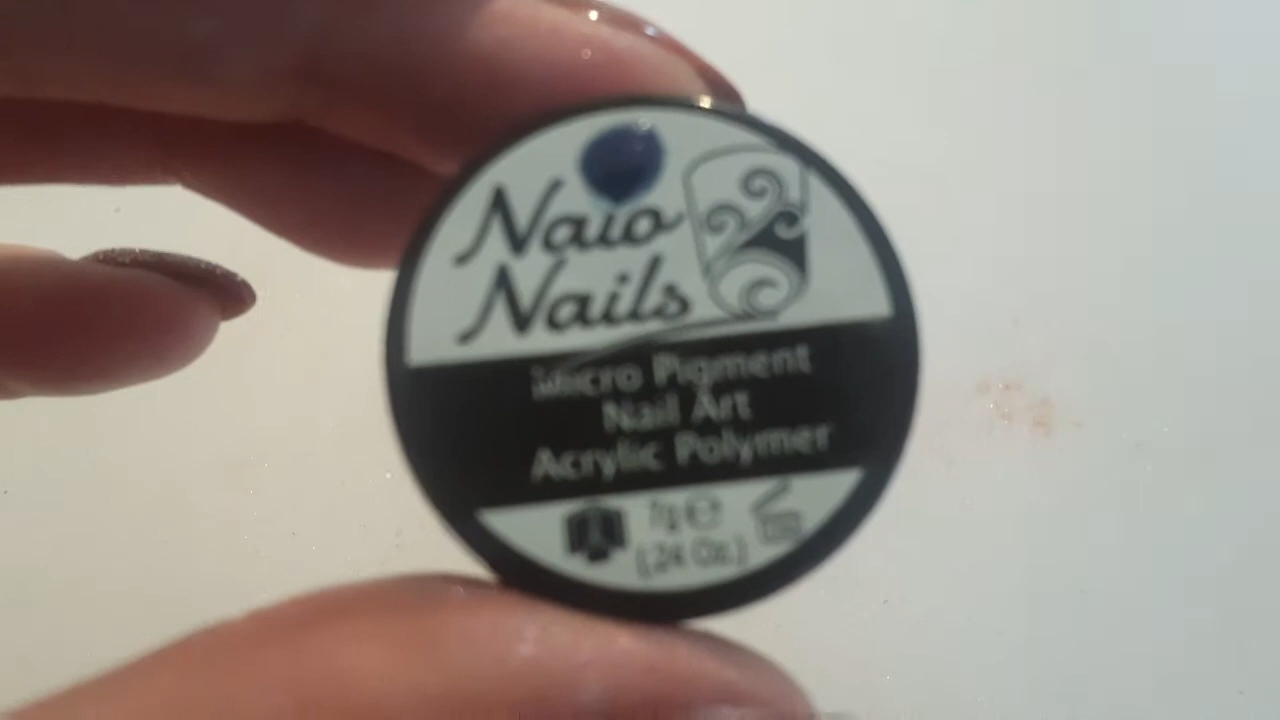 Naio
Nails
Micro Pigment
Nail Art
Acrylic Polymer
7g ℮
(.24 Oz.)